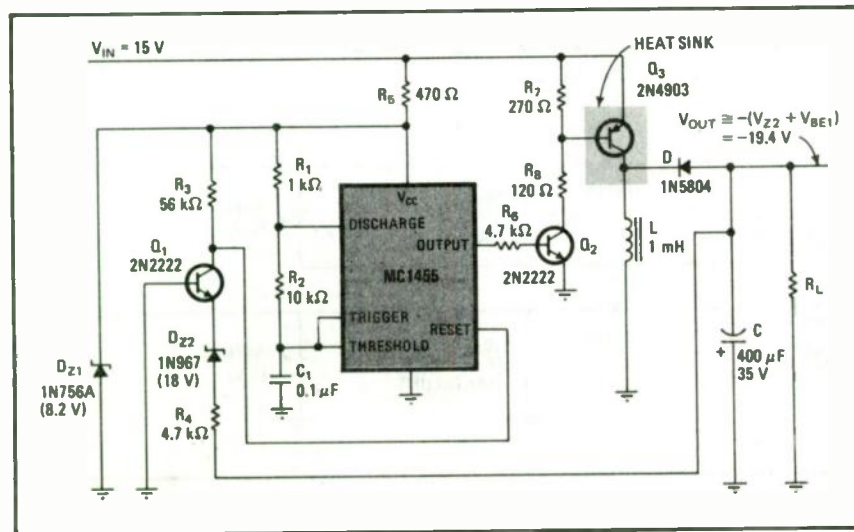 V_IN = 15 V
HEAT SINK
Q3
2N4903
R5 470 Ω
R7
270 Ω
V_OUT ≅ -(V_Z2 + V_BE1)
= -19.4 V
R1
1 kΩ
D
1N5804
R3
56 kΩ
V_CC
R8
120 Ω
DISCHARGE
R6
4.7 kΩ
L
1 mH
OUTPUT
Q1
2N2222
Q2
2N2222
R2
10 kΩ
MC1455
R_L
TRIGGER
RESET
THRESHOLD
C
400 μF
35 V
+
D_Z2
1N967
(18 V)
D_Z1
1N756A
(8.2 V)
C1
0.1 μF
R4
4.7 kΩ